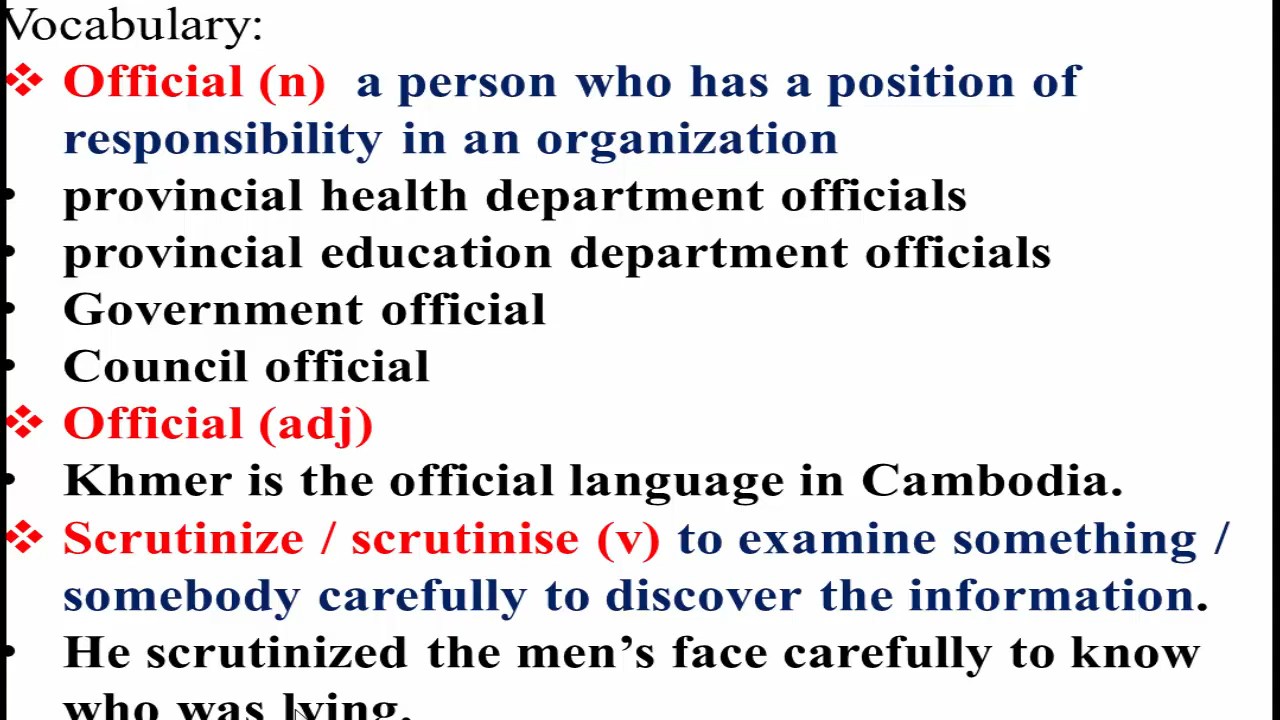 Vocabulary:
❖ Official (n) a person who has a position of
responsibility in an organization
• provincial health department officials
• provincial education department officials
• Government official
• Council official
❖ Official (adj)
• Khmer is the official language in Cambodia.
❖ Scrutinize / scrutinise (v) to examine something /
somebody carefully to discover the information.
• He scrutinized the men’s face carefully to know
who was lying.